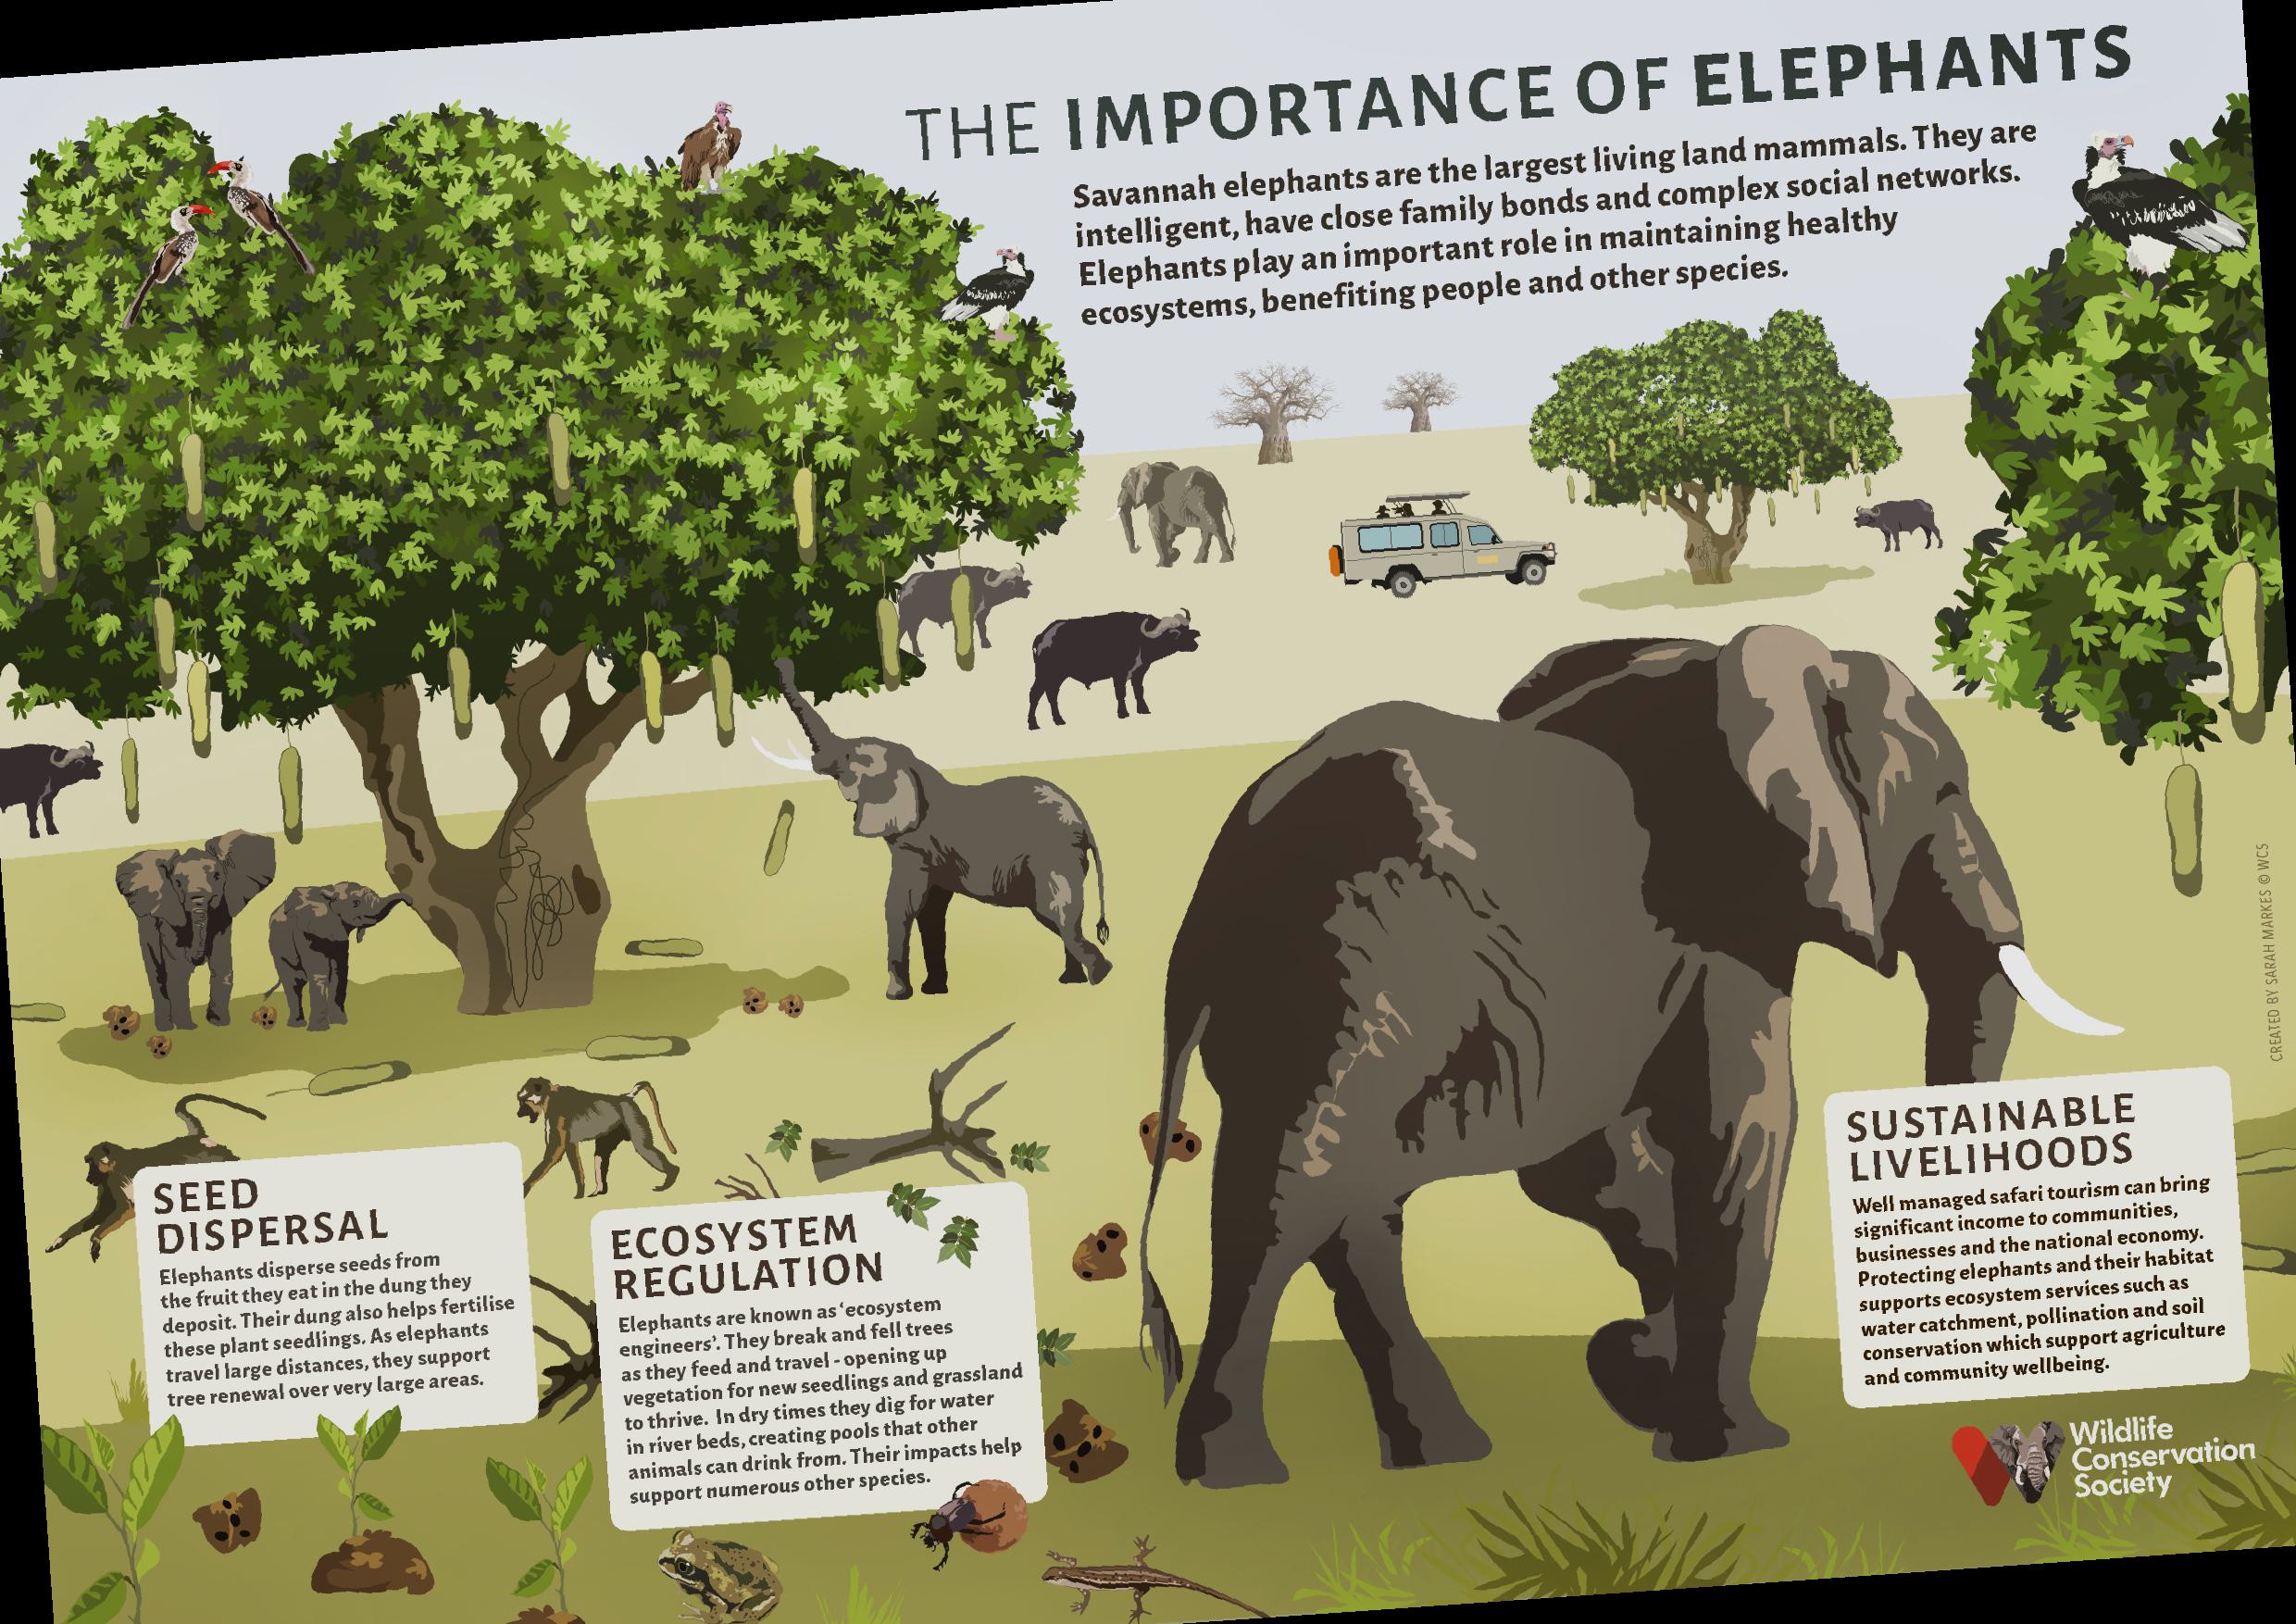 THE IMPORTANCE OF ELEPHANTS
Savannah elephants are the largest living land mammals. They are
intelligent, have close family bonds and complex social networks.
Elephants play an important role in maintaining healthy
ecosystems, benefiting people and other species.
SEED
DISPERSAL
Elephants disperse seeds from
the fruit they eat in the dung they
deposit. Their dung also helps fertilise
these plant seedlings. As elephants
travel large distances, they support
tree renewal over very large areas.
ECOSYSTEM
REGULATION
Elephants are known as ‘ecosystem
engineers’. They break and fell trees
as they feed and travel - opening up
vegetation for new seedlings and grassland
to thrive. In dry times they dig for water
in river beds, creating pools that other
animals can drink from. Their impacts help
support numerous other species.
SUSTAINABLE
LIVELIHOODS
Well managed safari tourism can bring
significant income to communities,
businesses and the national economy.
Protecting elephants and their habitat
supports ecosystem services such as
water catchment, pollination and soil
conservation which support agriculture
and community wellbeing.
Wildlife
Conservation
Society
CREATED BY SARAH MARKES © WCS